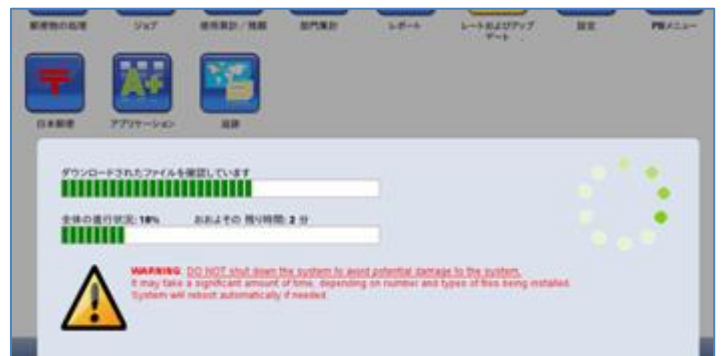 郵便物の処理 ジョブ 使用累計/残額 部門集計 レポート レートおよびアップデート 設定 PBメニュー
日本郵便 アプリケーション 追跡
ダウンロードされたファイルを確認しています
全体の進行状況: 18% おおよその 残り時間: 2 分
WARNING: DO NOT shut down the system to avoid potential damage to the system.
It may take a significant amount of time, depending on number and types of files being installed.
System will reboot automatically if needed.